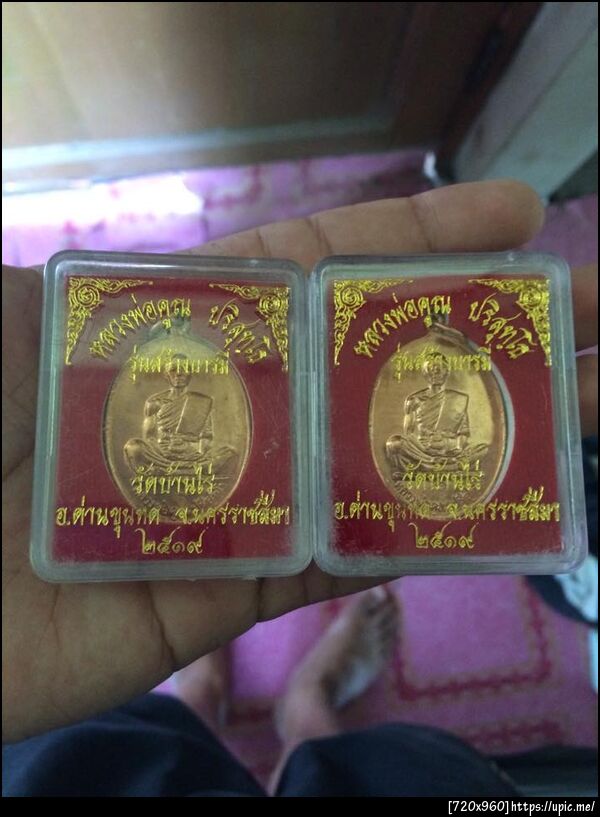 หลวงพ่อคูณ ปริสุทฺโธ
รุ่นสร้างบารมี
วัดบ้านไร่
อ.ด่านขุนทด จ.นครราชสีมา
๒๕๑๙
หลวงพ่อคูณ ปริสุทฺโธ
รุ่นสร้างบารมี
วัดบ้านไร่
อ.ด่านขุนทด จ.นครราชสีมา
๒๕๑๙
[720x960]https://upic.me/